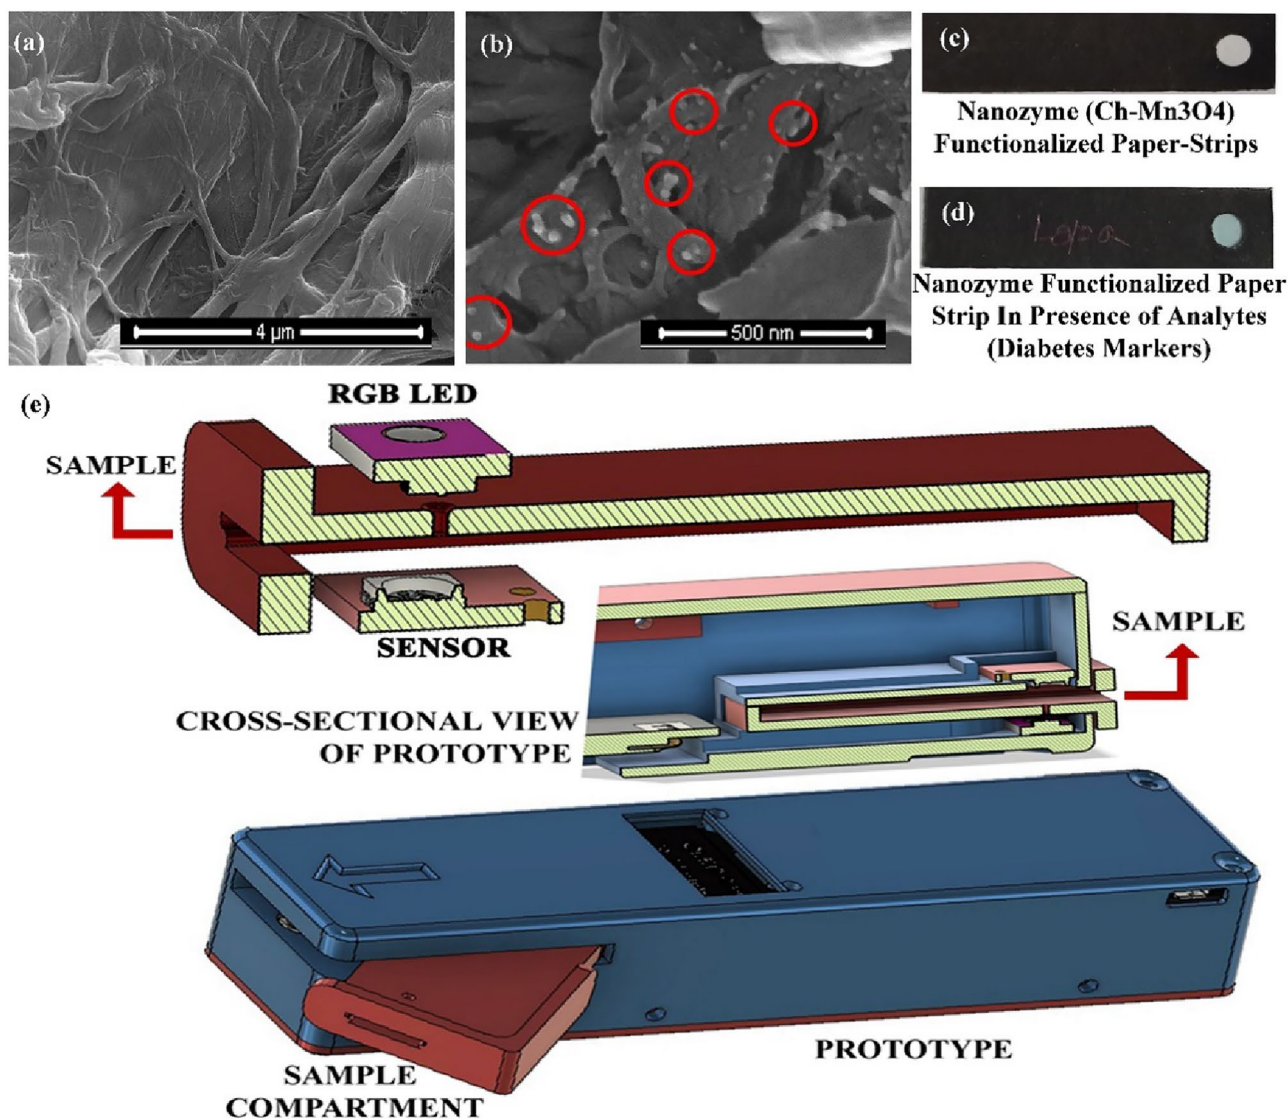 (a)
4 µm
(b)
500 nm
(c)
Nanozyme (Ch-Mn3O4)
Functionalized Paper-Strips
(d)
Nanozyme Functionalized Paper
Strip In Presence of Analytes
(Diabetes Markers)
(e)
RGB LED
SAMPLE
SENSOR
SAMPLE
CROSS-SECTIONAL VIEW
OF PROTOTYPE
PROTOTYPE
SAMPLE
COMPARTMENT